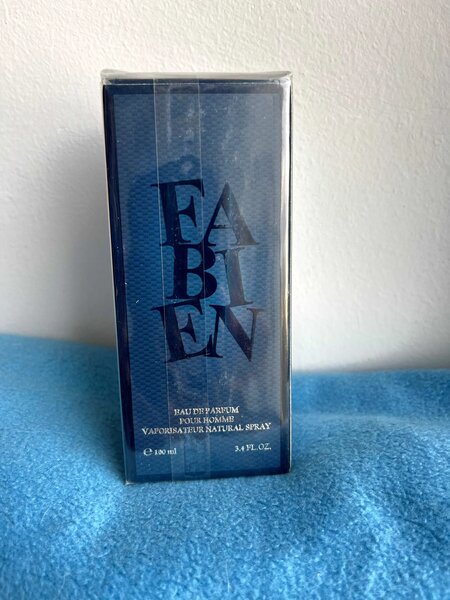 FA
BI
EN
EAU DE PARFUM
POUR HOMME
VAPORISATEUR NATURAL SPRAY
℮ 100 ml 3.4 FL.OZ.